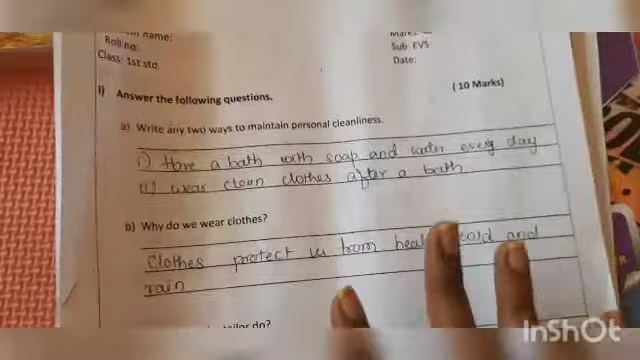 name:
Roll no:
Sub: EVS
Class: 1st std
Date:
I) Answer the following questions.
(10 Marks)
a) Write any two ways to maintain personal cleanliness.
i) Have a bath with soap and water every day
ii) wear clean clothes after a bath
b) Why do we wear clothes?
Clothes protect us from cold and
rain
do?
InShOt